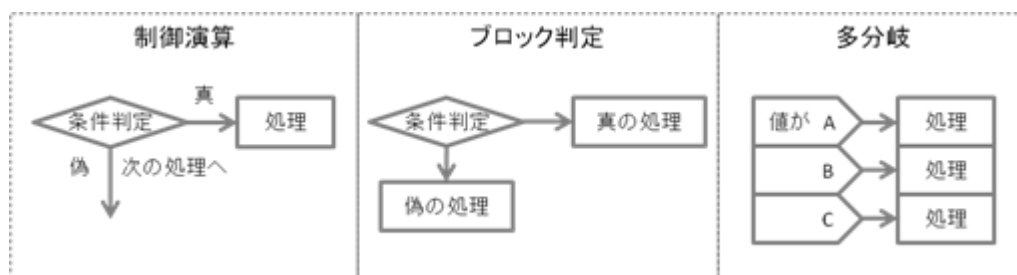 制御演算
真
条件判定
処理
偽
次の処理へ
ブロック判定
条件判定
真の処理
偽の処理
多分岐
値が A
処理
B
処理
C
処理